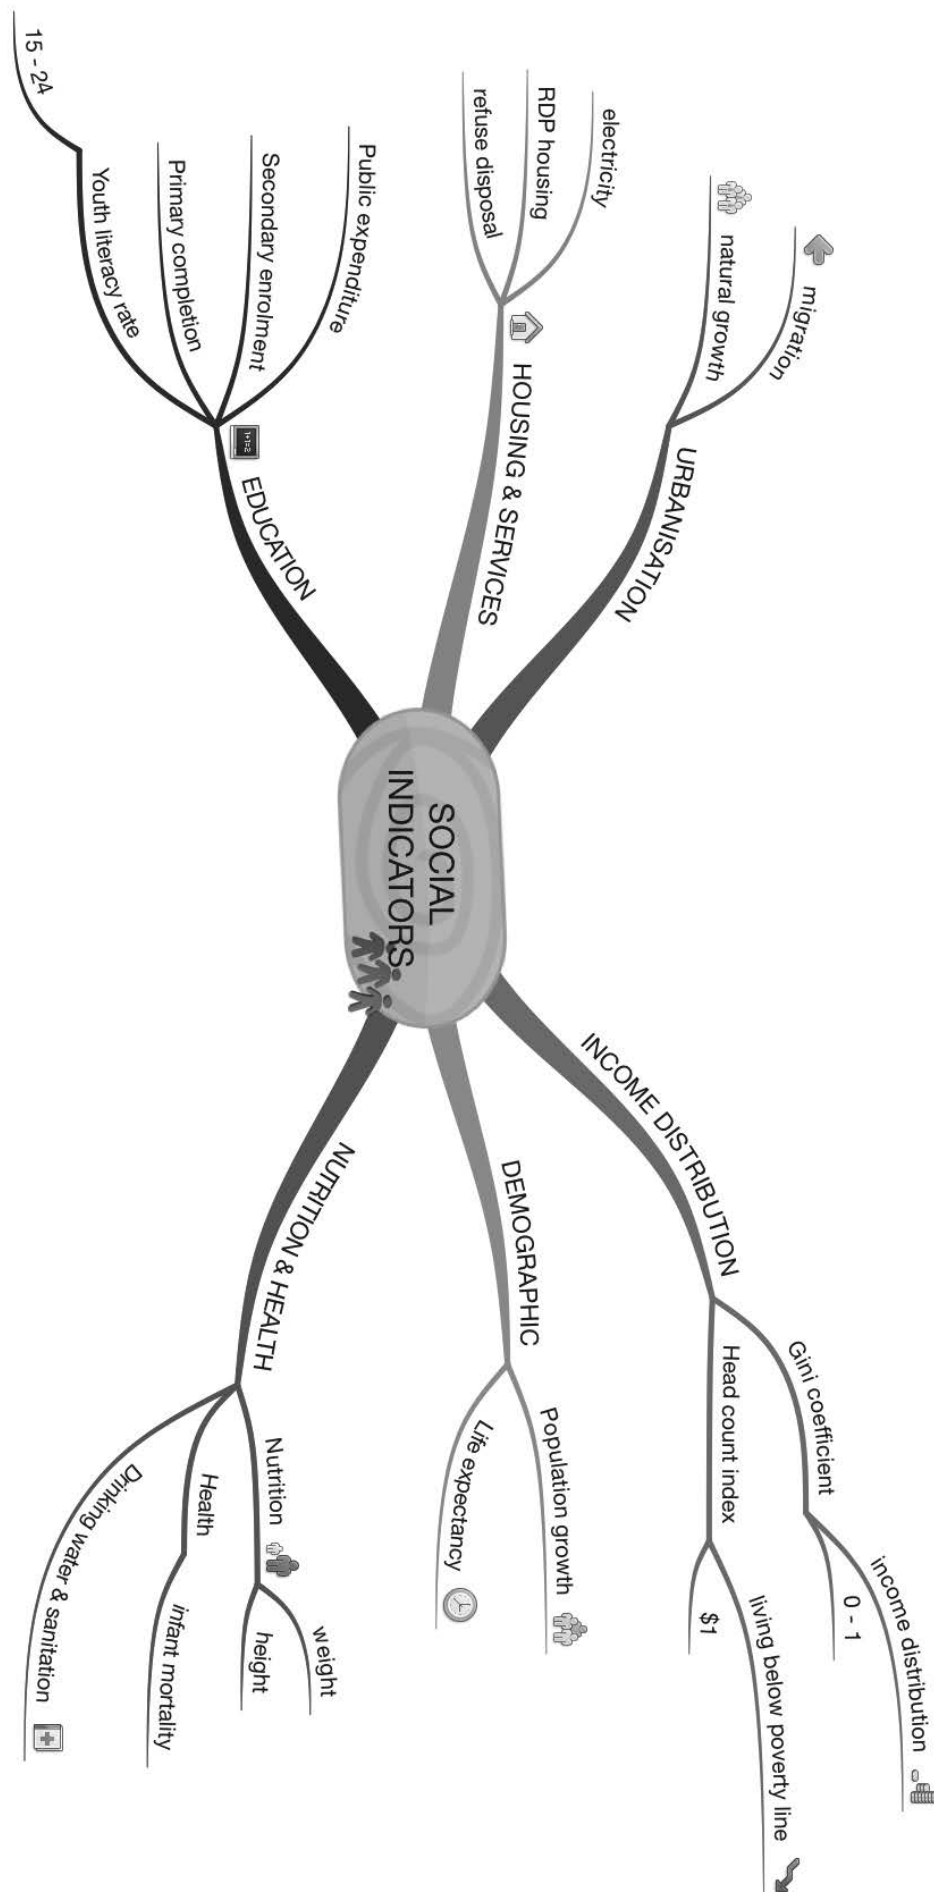 SOCIAL
INDICATORS
INCOME DISTRIBUTION
Gini coefficient
income distribution
0 - 1
Head count index
living below poverty line
$1
DEMOGRAPHIC
Population growth
Life expectancy
NUTRITION & HEALTH
Nutrition
weight
height
Health
infant mortality
Drinking water & sanitation
EDUCATION
1+1=2
Public expenditure
Secondary enrolment
Primary completion
Youth literacy rate
15 - 24
HOUSING & SERVICES
electricity
RDP housing
refuse disposal
URBANISATION
migration
natural growth